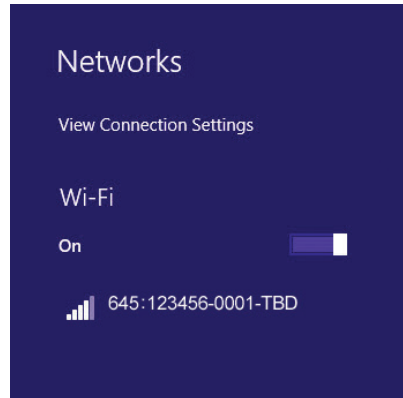 Networks
View Connection Settings
Wi-Fi
On
645:123456-0001-TBD